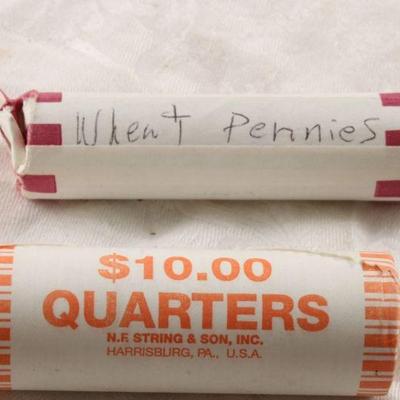 Wheat Pennies
$10.00
QUARTERS
N.F. STRING & SON, INC.
HARRISBURG, PA., U.S.A.